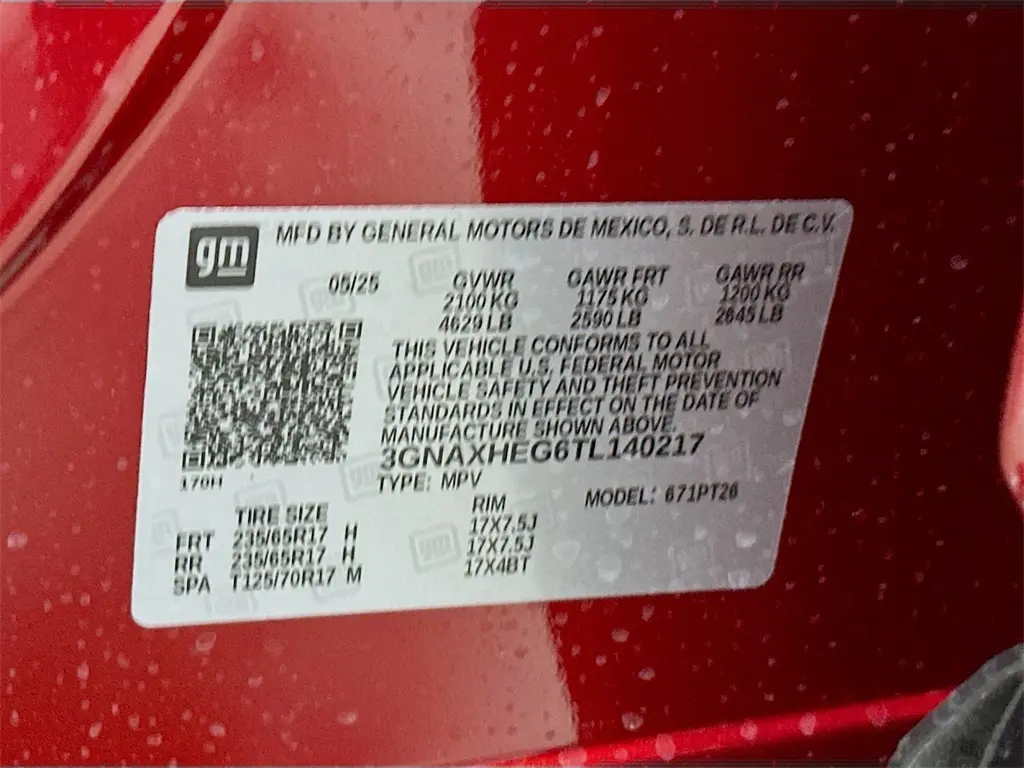 gm
MFD BY GENERAL MOTORS DE MEXICO, S. DE R.L. DE C.V.
05/25 GVWR GAWR FRT GAWR RR
2100 KG 1175 KG 1200 KG
4629 LB 2590 LB 2645 LB
THIS VEHICLE CONFORMS TO ALL
APPLICABLE U.S. FEDERAL MOTOR
VEHICLE SAFETY AND THEFT PREVENTION
STANDARDS IN EFFECT ON THE DATE OF
MANUFACTURE SHOWN ABOVE.
3GNAXHEG6TL140217
170H
TYPE: MPV MODEL: 671PT26
TIRE SIZE RIM
FRT 235/65R17 H 17X7.5J
RR 235/65R17 H 17X7.5J
SPA T125/70R17 M 17X4BT